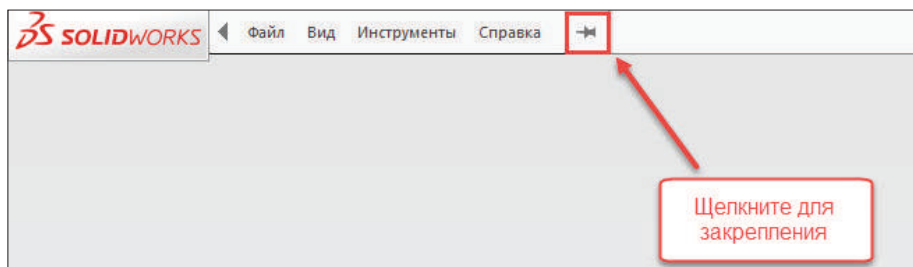 SOLIDWORKS Файл Вид Инструменты Справка
Щелкните для
закрепления